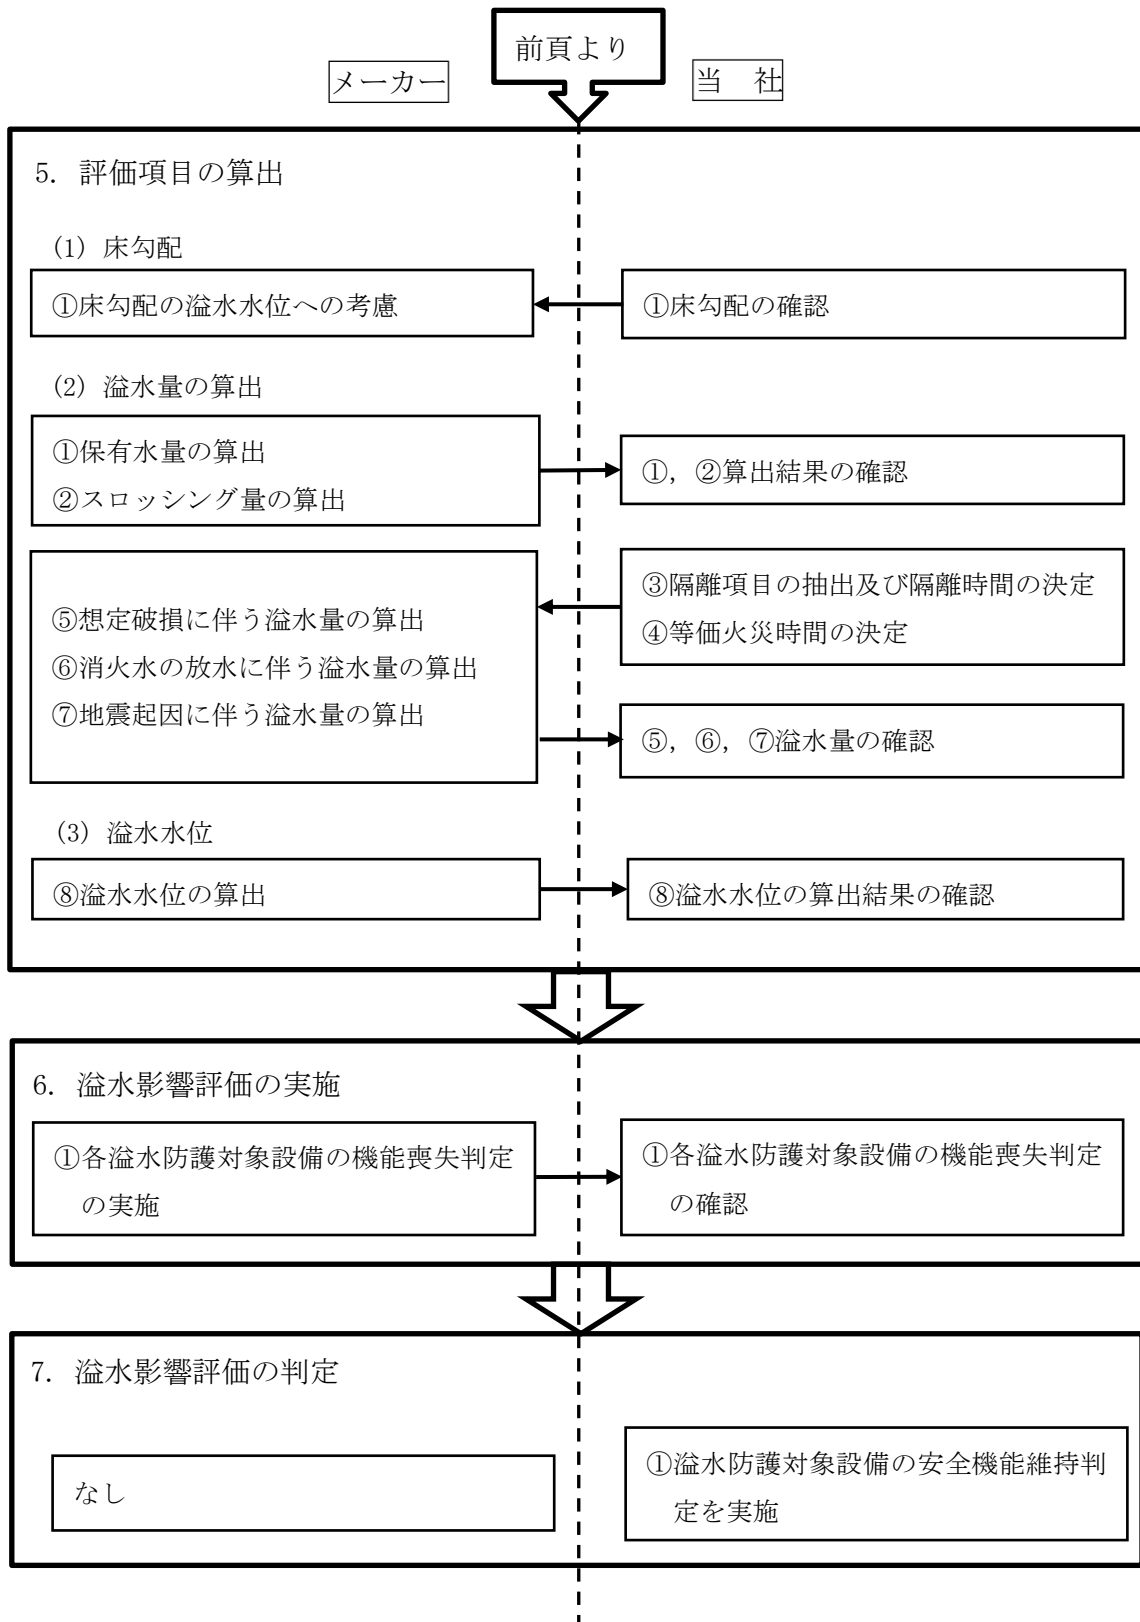 前頁より
メーカー
当 社
5. 評価項目の算出
(1) 床勾配
①床勾配の溢水水位への考慮
①床勾配の確認
(2) 溢水量の算出
①保有水量の算出
②スロッシング量の算出
①，②算出結果の確認
③隔離項目の抽出及び隔離時間の決定
④等価火災時間の決定
⑤想定破損に伴う溢水量の算出
⑥消火水の放水に伴う溢水量の算出
⑦地震起因に伴う溢水量の算出
⑤，⑥，⑦溢水量の確認
(3) 溢水水位
⑧溢水水位の算出
⑧溢水水位の算出結果の確認
6. 溢水影響評価の実施
①各溢水防護対象設備の機能喪失判定
の実施
①各溢水防護対象設備の機能喪失判定
の確認
7. 溢水影響評価の判定
なし
①溢水防護対象設備の安全機能維持判
定を実施